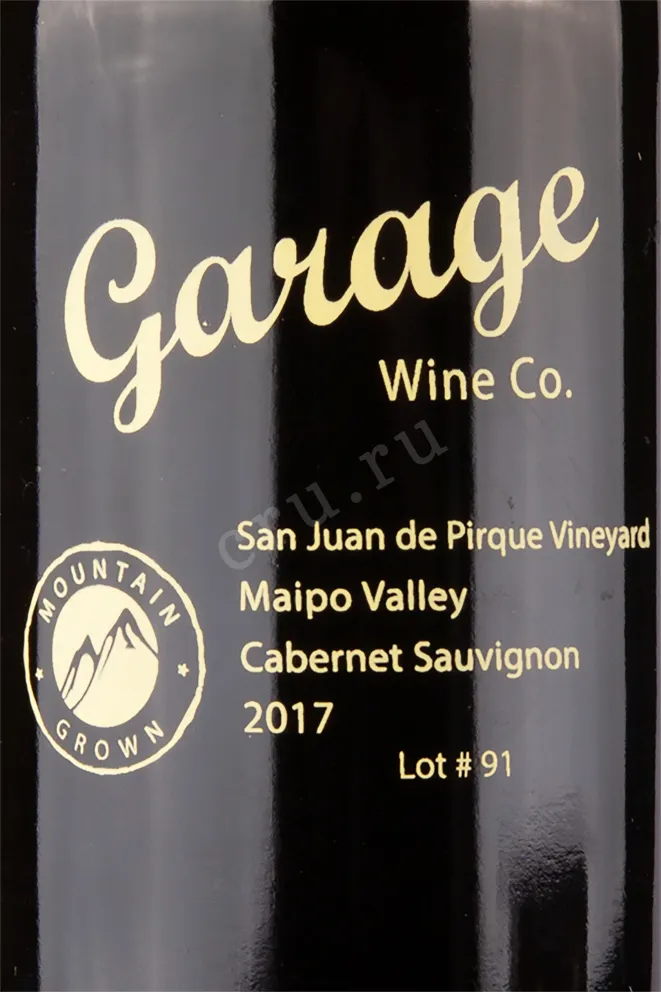 Garage
Wine Co.
cru.ru
San Juan de Pirque Vineyard
Maipo Valley
Cabernet Sauvignon
2017
Lot # 91
MOUNTAIN
GROWN